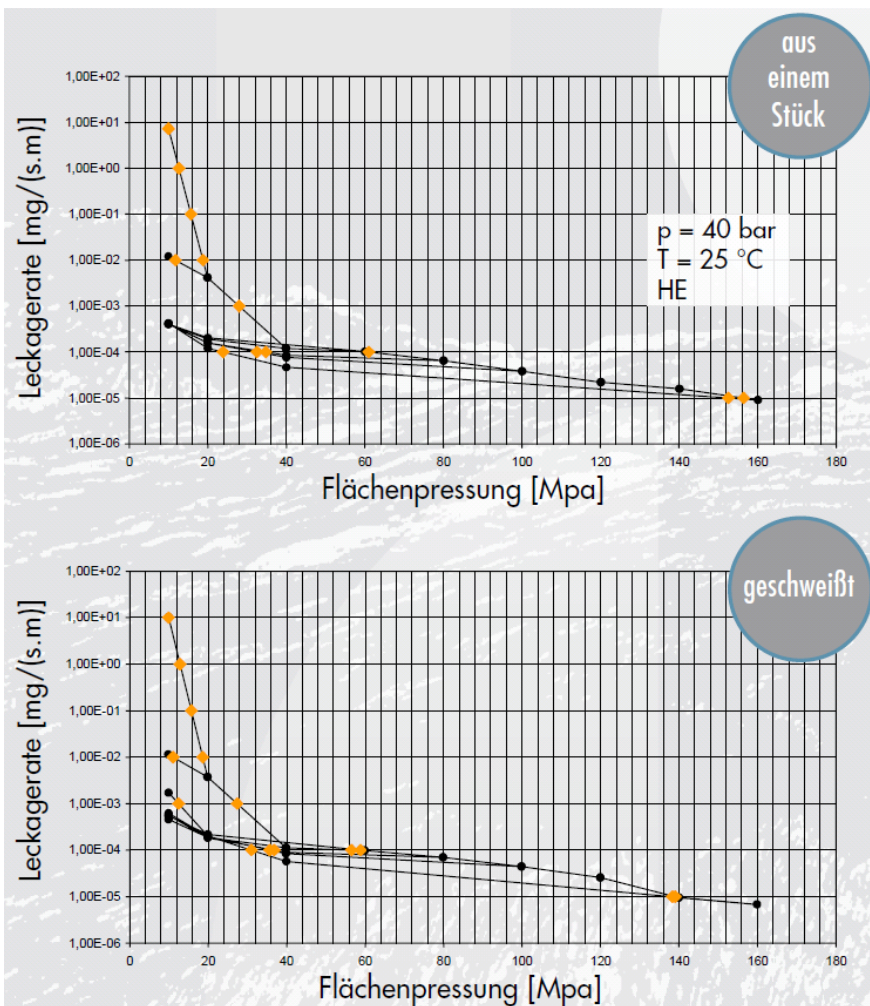 aus
einem
Stück
1,00E+02
1,00E+01
1,00E+00
1,00E-01
1,00E-02
1,00E-03
1,00E-04
1,00E-05
1,00E-06
Leckagerate [mg/(s.m)]
p = 40 bar
T = 25 °C
HE
0 20 40 60 80 100 120 140 160 180
Flächenpressung [Mpa]
geschweißt
1,00E+02
1,00E+01
1,00E+00
1,00E-01
1,00E-02
1,00E-03
1,00E-04
1,00E-05
1,00E-06
Leckagerate [mg/(s.m)]
0 20 40 60 80 100 120 140 160 180
Flächenpressung [Mpa]